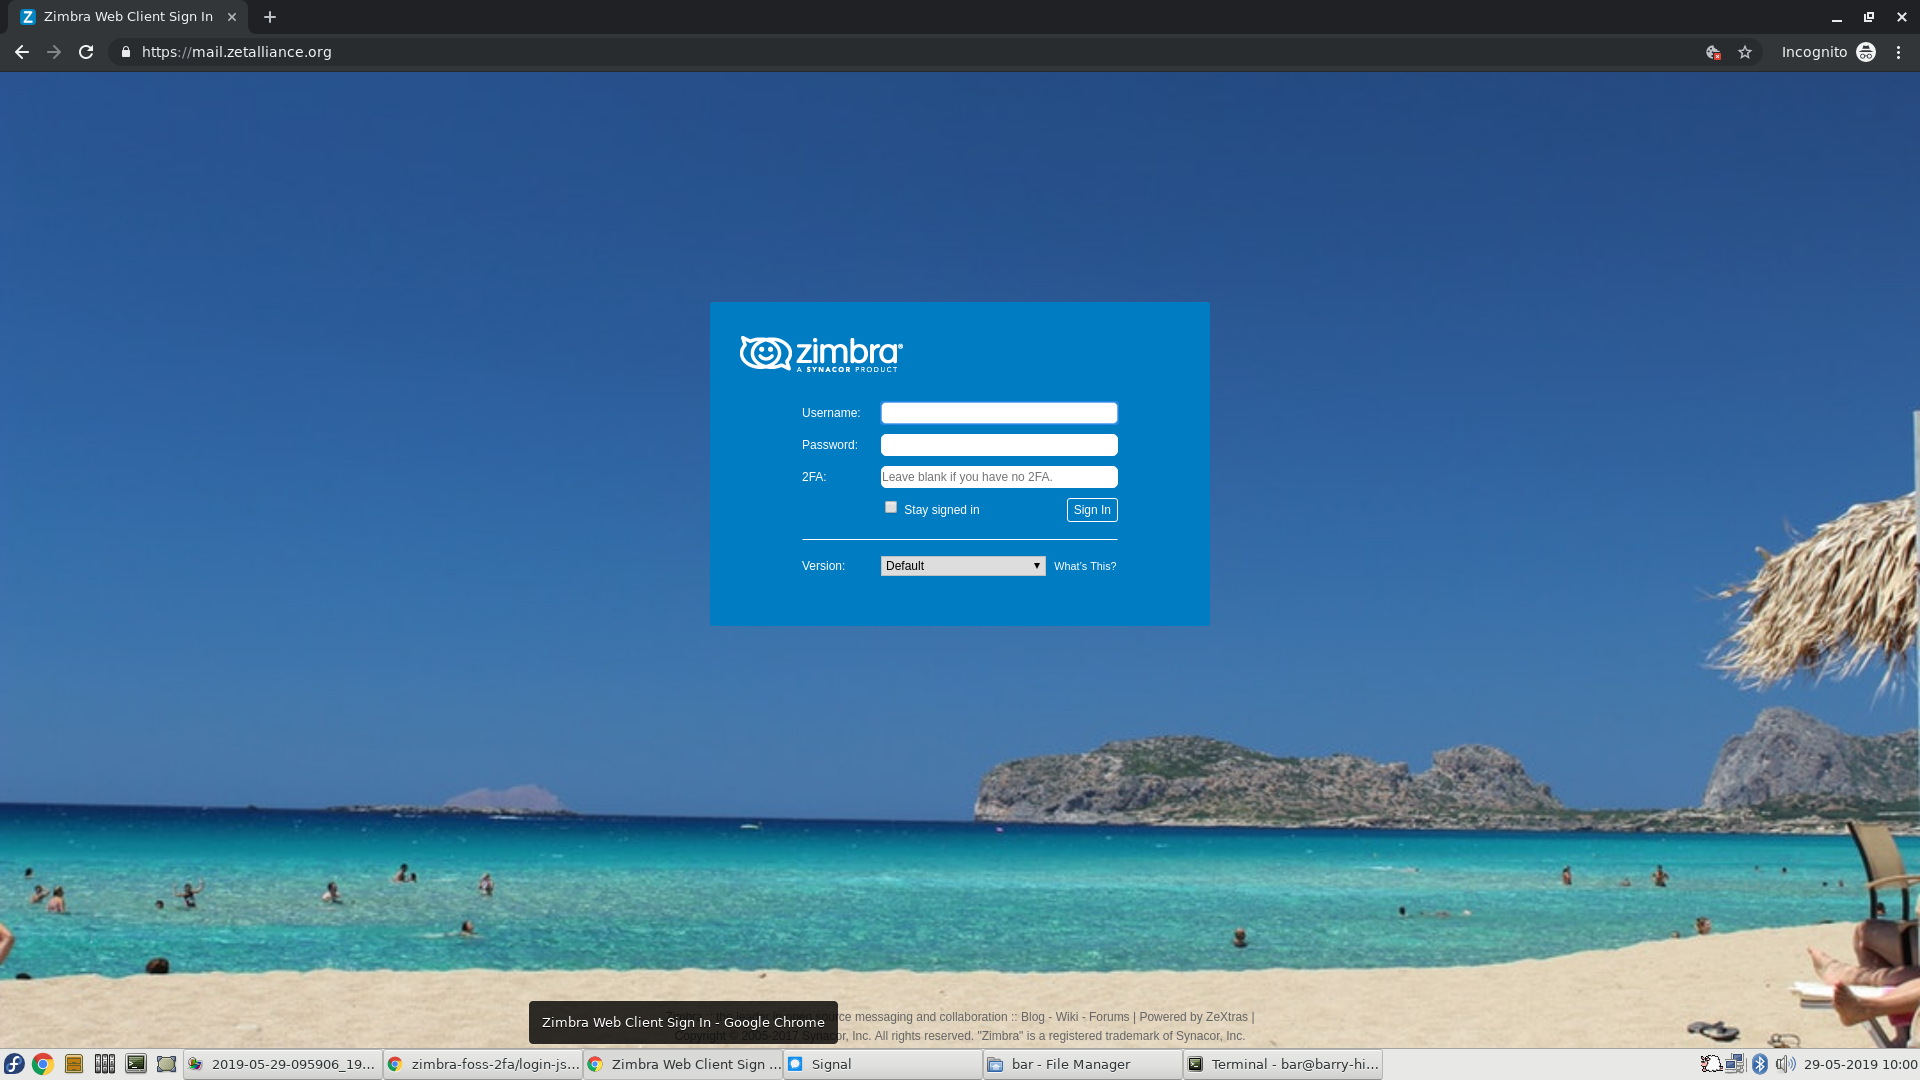 Zimbra Web Client Sign In
https://mail.zetalliance.org
Incognito
zimbra®
A SYNACOR PRODUCT
Username:
Password:
2FA: Leave blank if you have no 2FA.
Stay signed in Sign In
Version: Default What's This?
Zimbra Web Client Sign In - Google Chrome
messaging and collaboration :: Blog - Wiki - Forums | Powered by ZeXtras |
Copyright © 2005-2017 Synacor, Inc. All rights reserved. "Zimbra" is a registered trademark of Synacor, Inc.
2019-05-29-095906_19... zimbra-foss-2fa/login-js... Zimbra Web Client Sign ... Signal bar - File Manager Terminal - bar@barry-hi... 29-05-2019 10:00